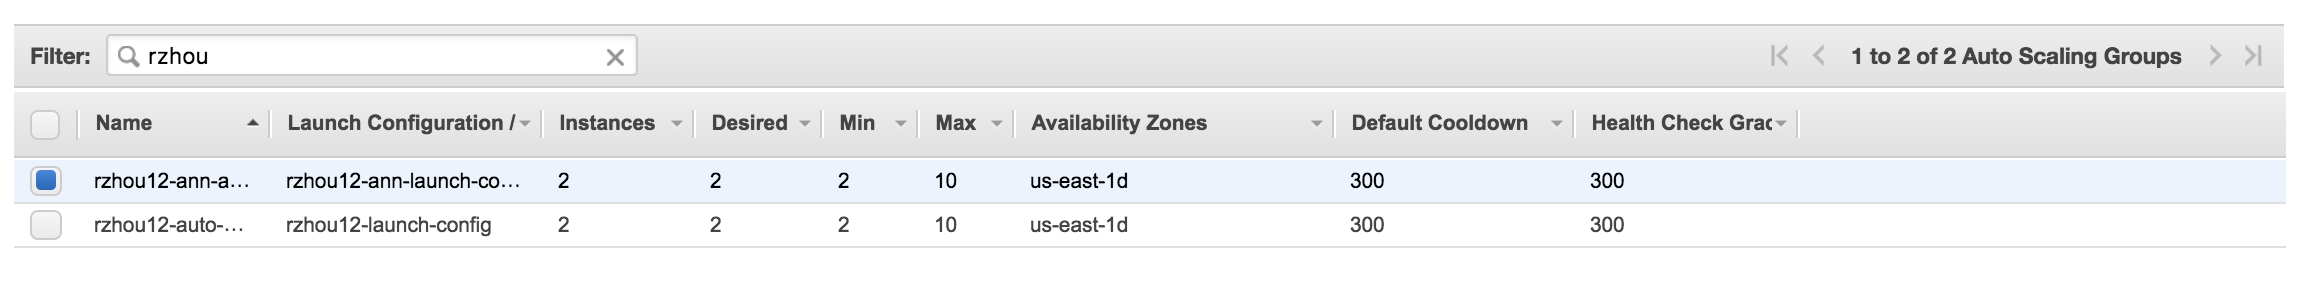 Filter: rzhou 1 to 2 of 2 Auto Scaling Groups
Name Launch Configuration / Instances Desired Min Max Availability Zones Default Cooldown Health Check Grac
rzhou12-ann-a... rzhou12-ann-launch-co... 2 2 2 10 us-east-1d 300 300
rzhou12-auto-... rzhou12-launch-config 2 2 2 10 us-east-1d 300 300